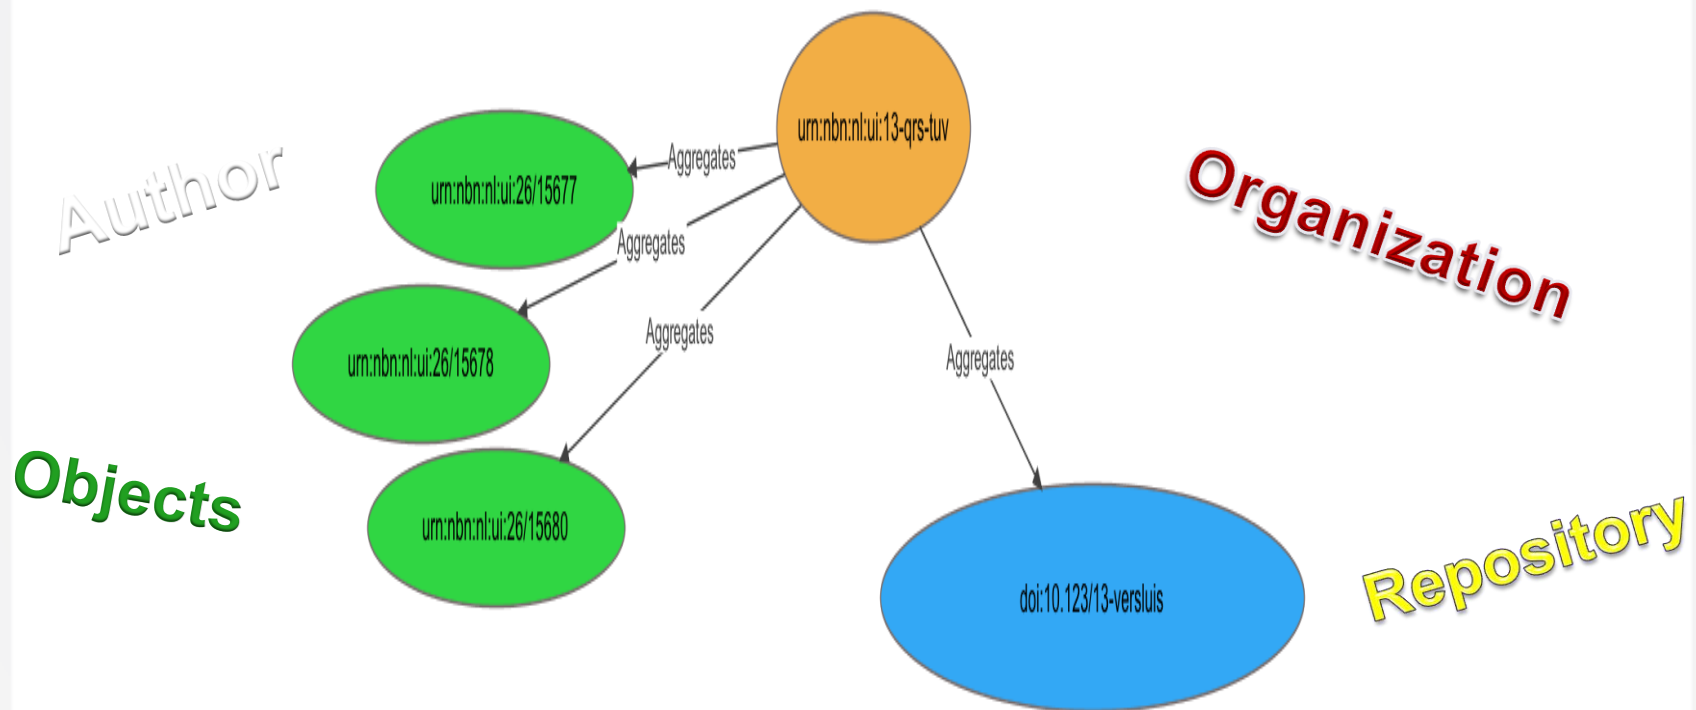 urn:nbn:nl:ui:13-qrs-tuv
Aggregates
Author
urn:nbn:nl:ui:26/15677
Organization
Aggregates
Aggregates
Aggregates
urn:nbn:nl:ui:26/15678
Objects
urn:nbn:nl:ui:26/15680
Repository
doi:10.123/13-versluis